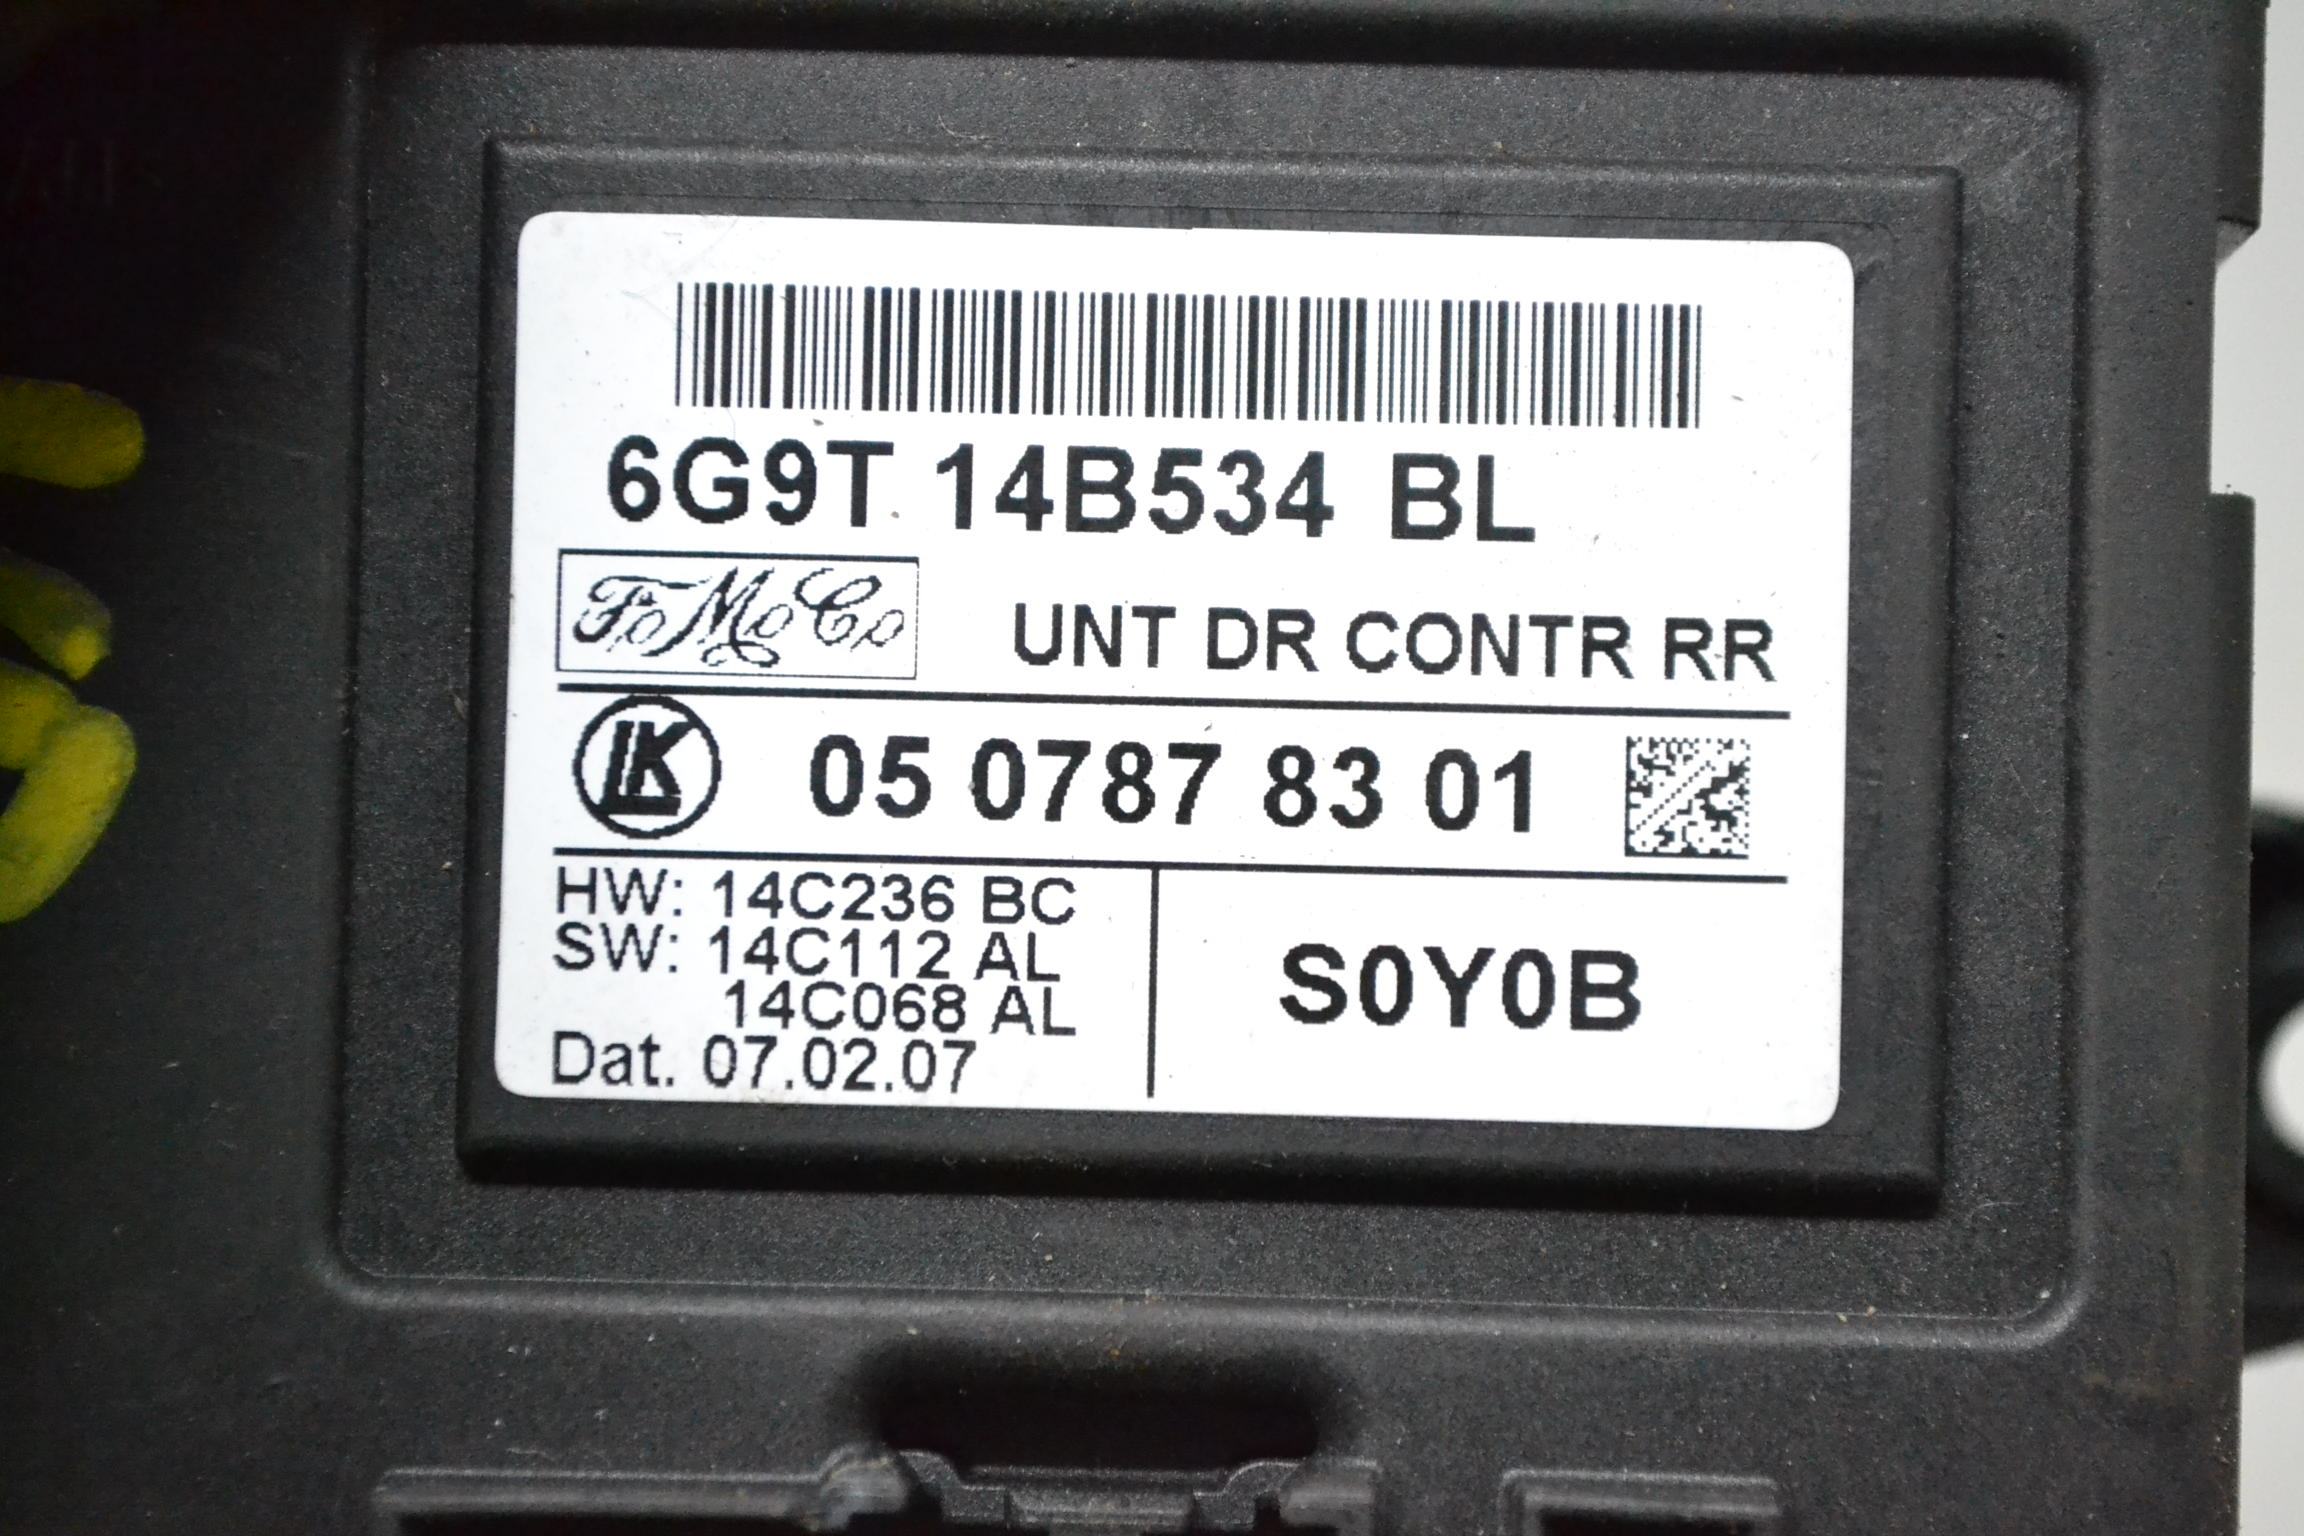 6G9T 14B534 BL
FoMoCo
UNT DR CONTR RR
LK
05 0787 83 01
HW: 14C236 BC
SW: 14C112 AL
14C068 AL
Dat. 07.02.07
S0Y0B